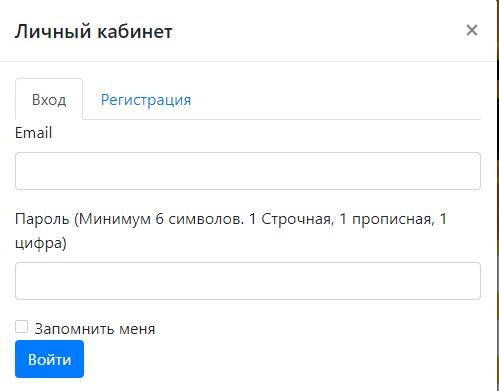 Личный кабинет ×
Вход Регистрация
Email
Пароль (Минимум 6 символов. 1 Строчная, 1 прописная, 1
цифра)
Запомнить меня
Войти